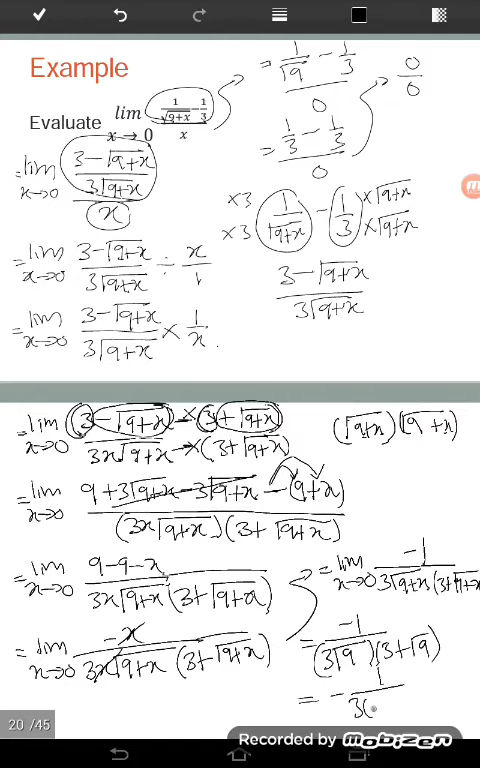 Example
Evaluate lim x→0 (1/√(9+x) − 1/3)/x
= (1/√9 − 1/3)/0
0/0
= (1/3 − 1/3)/0
= lim x→0 ((3−√(9+x))/(3√(9+x)))/x
×3 1/√(9+x) − 1/3 ×√(9+x)
×3 ×√(9+x)
(3−√(9+x))/(3√(9+x))
= lim x→0 (3−√(9+x))/(3√(9+x)) ÷ x/1
= lim x→0 (3−√(9+x))/(3√(9+x)) × 1/x.
= lim x→0 (3−√(9+x)) × (3+√(9+x)) / 3x√(9+x) × (3+√(9+x))
(√(9+x))(√(9+x))
= lim x→0 (9+3√(9+x)−3√(9+x)−(9+x))/((3x√(9+x))(3+√(9+x)))
= lim x→0 (9−9−x)/(3x√(9+x)(3+√(9+x)))
= lim x→0 −x/(3x√(9+x)(3+√(9+x)))
= lim x→0 −1/(3√(9+x)(3+√(9+x
= −1/((3√9)(3+√9)
= − 1/3(
20 /45
Recorded by Mobizen